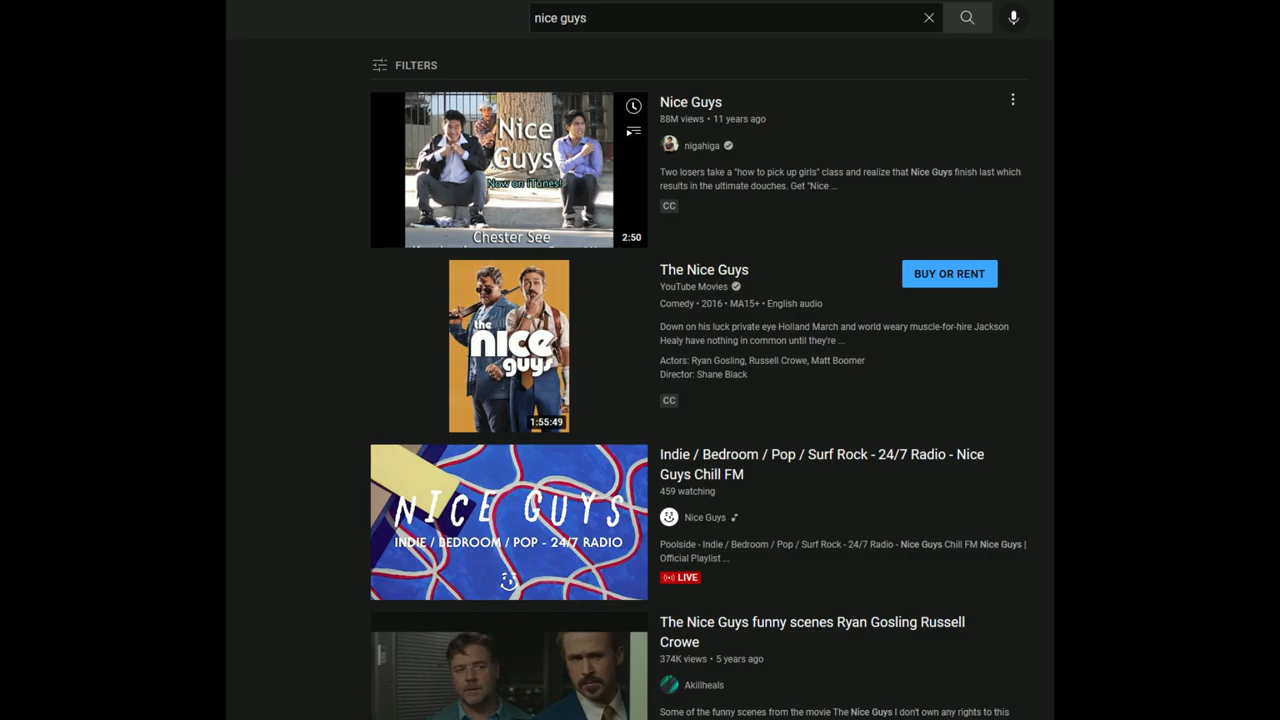 nice guys
FILTERS
Nice
Guys
Now on iTunes!
Chester See
2:50
Nice Guys
88M views • 11 years ago
nigahiga
Two losers take a "how to pick up girls" class and realize that Nice Guys finish last which
results in the ultimate douches. Get "Nice ...
CC
the
nice
guys
1:55:49
The Nice Guys
BUY OR RENT
YouTube Movies
Comedy • 2016 • MA15+ • English audio
Down on his luck private eye Holland March and world weary muscle-for-hire Jackson
Healy have nothing in common until they're ...
Actors: Ryan Gosling, Russell Crowe, Matt Boomer
Director: Shane Black
CC
NICE GUYS
INDIE / BEDROOM / POP - 24/7 RADIO
Indie / Bedroom / Pop / Surf Rock - 24/7 Radio - Nice
Guys Chill FM
459 watching
Nice Guys
Poolside - Indie / Bedroom / Pop / Surf Rock - 24/7 Radio - Nice Guys Chill FM Nice Guys |
Official Playlist ...
LIVE
The Nice Guys funny scenes Ryan Gosling Russell
Crowe
374K views • 5 years ago
Akillheals
Some of the funny scenes from the movie The Nice Guys I don't own any rights to this